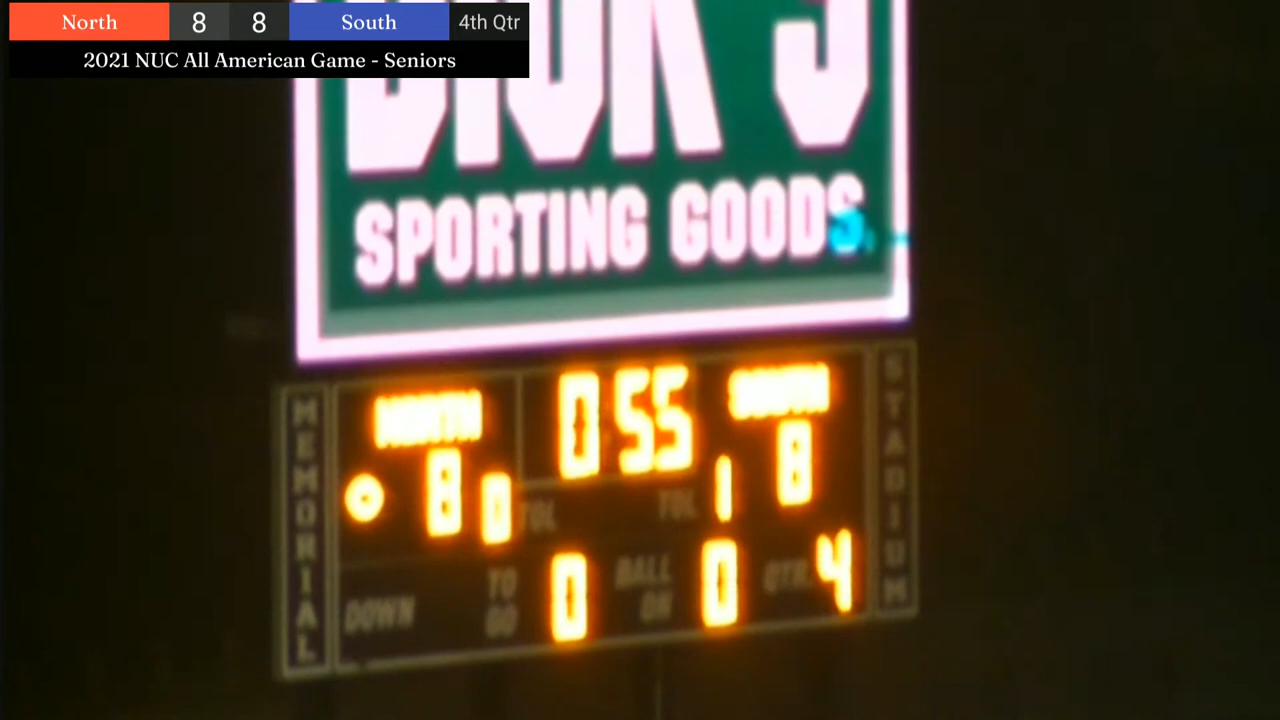 North 8 8 South 4th Qtr
2021 NUC All American Game - Seniors
DICK'S
SPORTING GOODS
MEMORIAL
NORTH 0 55 SOUTH
8 0 TOL TOL 1 8
DOWN TO GO 0 BALL ON 0 QTR. 4
STADIUM